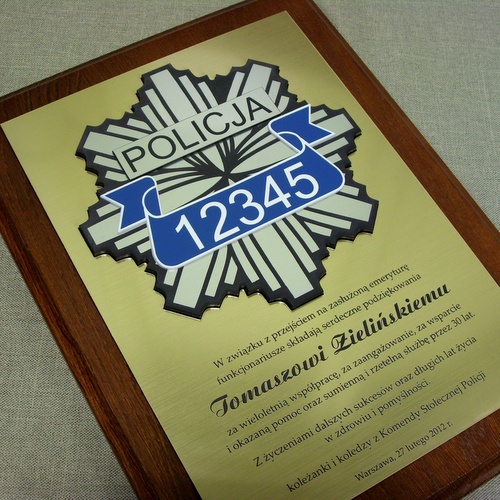 POLICJA
12345
W związku z przejściem na zasłużoną emeryturę
funkcjonariusze składają serdeczne podziękowania
Tomaszowi Zielińskiemu
za wieloletnią współpracę, za zaangażowanie, za wsparcie
i okazaną pomoc oraz sumienną i rzetelną służbę przez 30 lat.
Z życzeniami dalszych sukcesów oraz długich lat życia
w zdrowiu i pomyślności.
koleżanki i koledzy z Komendy Stołecznej Policji
Warszawa, 27 lutego 2012 r.